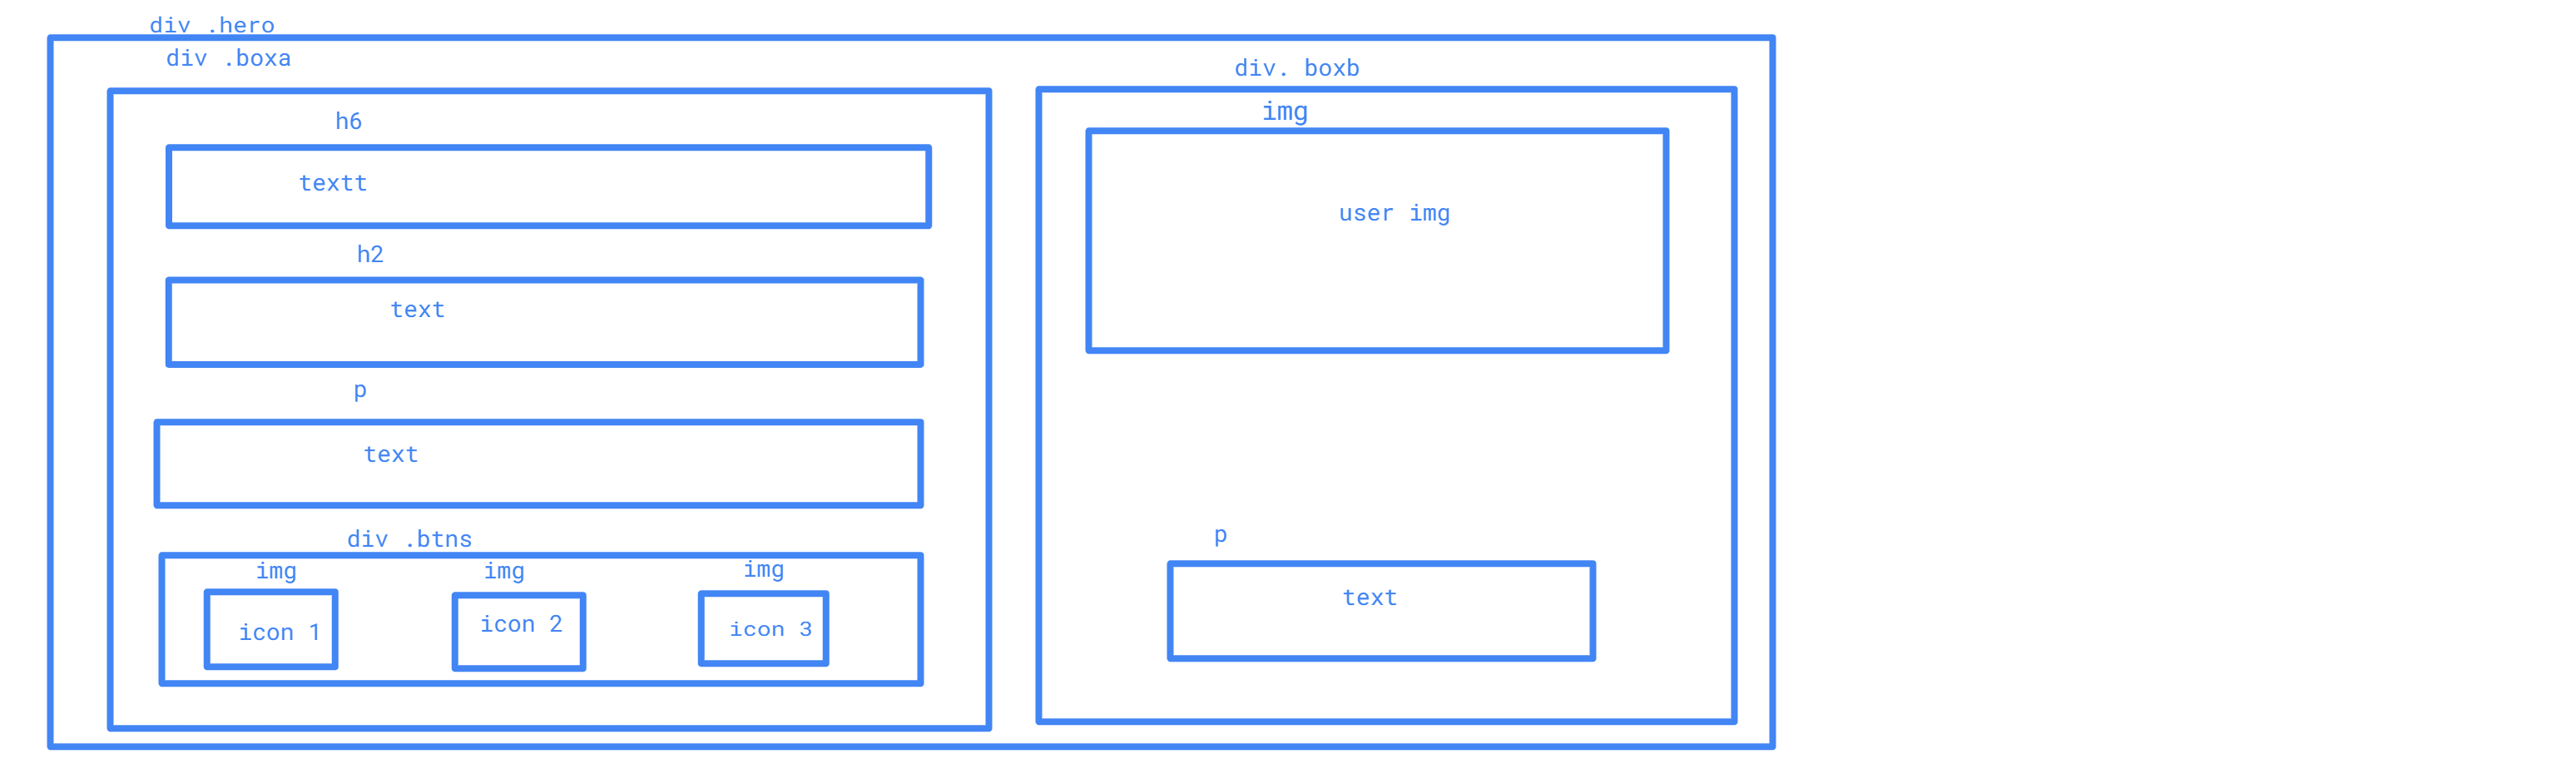 div .hero
div .boxa
h6
textt
h2
text
p
text
div .btns
img
icon 1
img
icon 2
img
icon 3
div. boxb
img
user img
p
text